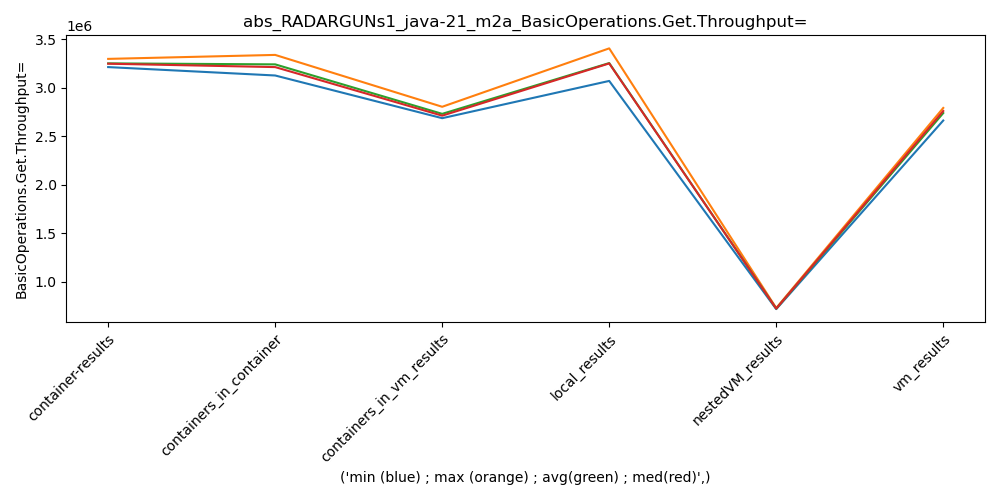 abs_RADARGUNs1_java-21_m2a_BasicOperations.Get.Throughput=
1e6
BasicOperations.Get.Throughput=
3.5
3.0
2.5
2.0
1.5
1.0
container-results
containers_in_container
containers_in_vm_results
local_results
nestedVM_results
vm_results
('min (blue) ; max (orange) ; avg(green) ; med(red)',)